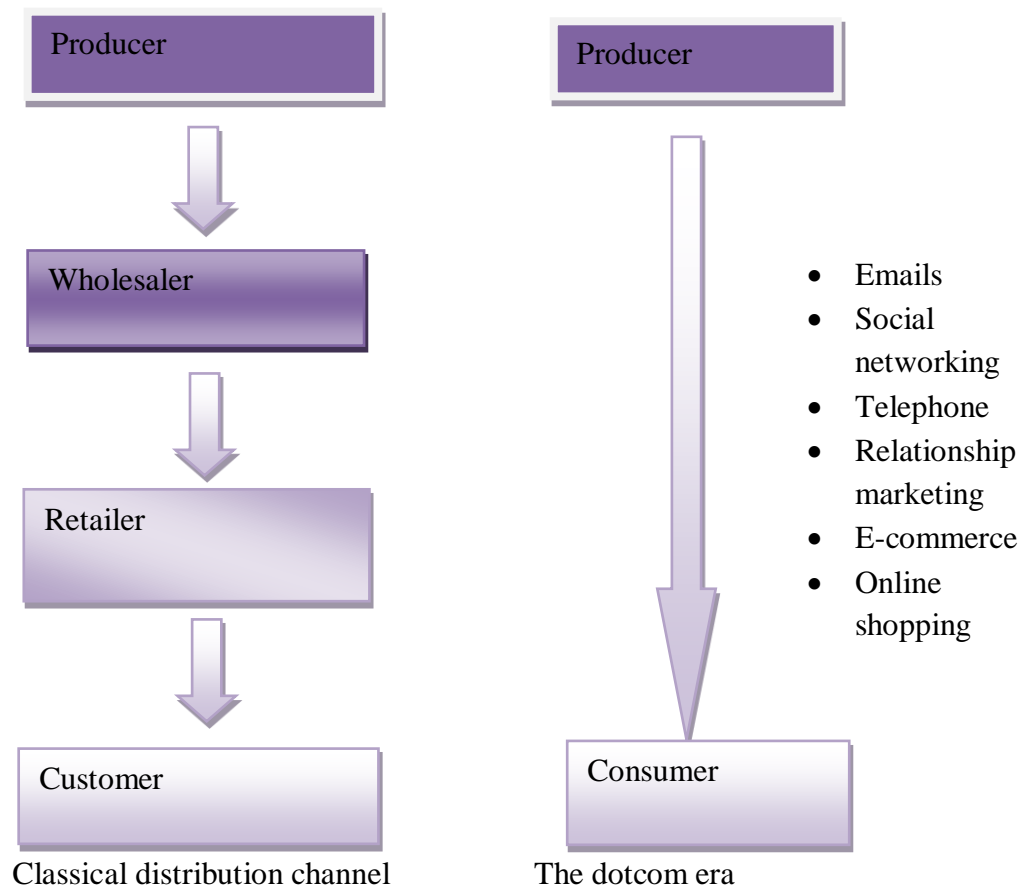 Producer
Wholesaler
Retailer
Customer
Classical distribution channel
Producer
• Emails
• Social
networking
• Telephone
• Relationship
marketing
• E-commerce
• Online
shopping
Consumer
The dotcom era